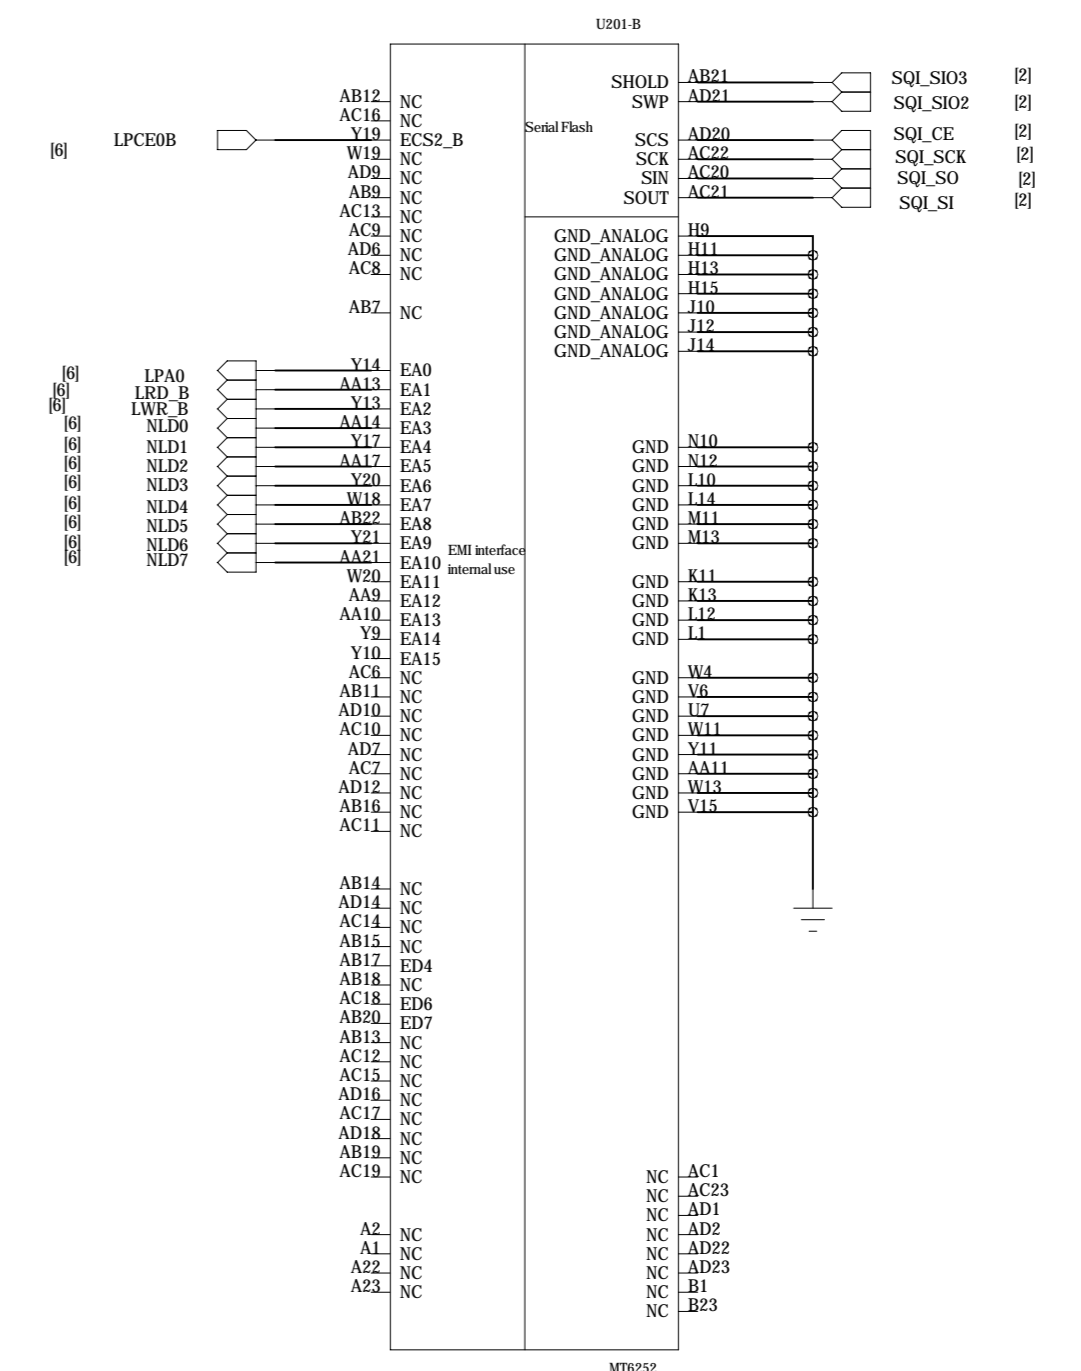 U201-B
SHOLD AB21 SQI_SIO3 [2]
AB12 NC SWP AD21 SQI_SIO2 [2]
AC16 NC
Serial Flash
[6] LPCE0B Y19 ECS2_B SCS AD20 SQI_CE [2]
W19 NC SCK AC22 SQI_SCK [2]
AD9 NC SIN AC20 SQI_SO [2]
AB9 NC SOUT AC21 SQI_SI [2]
AC13 NC
AC9 NC GND_ANALOG H9
AD6 NC GND_ANALOG H11
AC8 NC GND_ANALOG H13
GND_ANALOG H15
AB7 NC GND_ANALOG J10
GND_ANALOG J12
GND_ANALOG J14
[6] LPA0 Y14 EA0
[6] LRD_B AA13 EA1
[6] LWR_B Y13 EA2
[6] NLD0 AA14 EA3
[6] NLD1 Y17 EA4 GND N10
[6] NLD2 AA17 EA5 GND N12
[6] NLD3 Y20 EA6 GND L10
[6] NLD4 W18 EA7 GND L14
[6] NLD5 AB22 EA8 GND M11
[6] NLD6 Y21 EA9 GND M13
EMI interface
[6] NLD7 AA21 EA10
internal use
W20 EA11 GND K11
AA9 EA12 GND K13
AA10 EA13 GND L12
Y9 EA14 GND L1
Y10 EA15
AC6 NC GND W4
AB11 NC GND V6
AD10 NC GND U7
AC10 NC GND W11
AD7 NC GND Y11
AC7 NC GND AA11
AD12 NC GND W13
AB16 NC GND V15
AC11 NC
AB14 NC
AD14 NC
AC14 NC
AB15 NC
AB17 ED4
AB18 NC
AC18 ED6
AB20 ED7
AB13 NC
AC12 NC
AC15 NC
AD16 NC
AC17 NC
AD18 NC
AB19 NC
AC19 NC NC AC1
NC AC23
NC AD1
A2 NC NC AD2
A1 NC NC AD22
A22 NC NC AD23
A23 NC NC B1
NC B23
MT6252